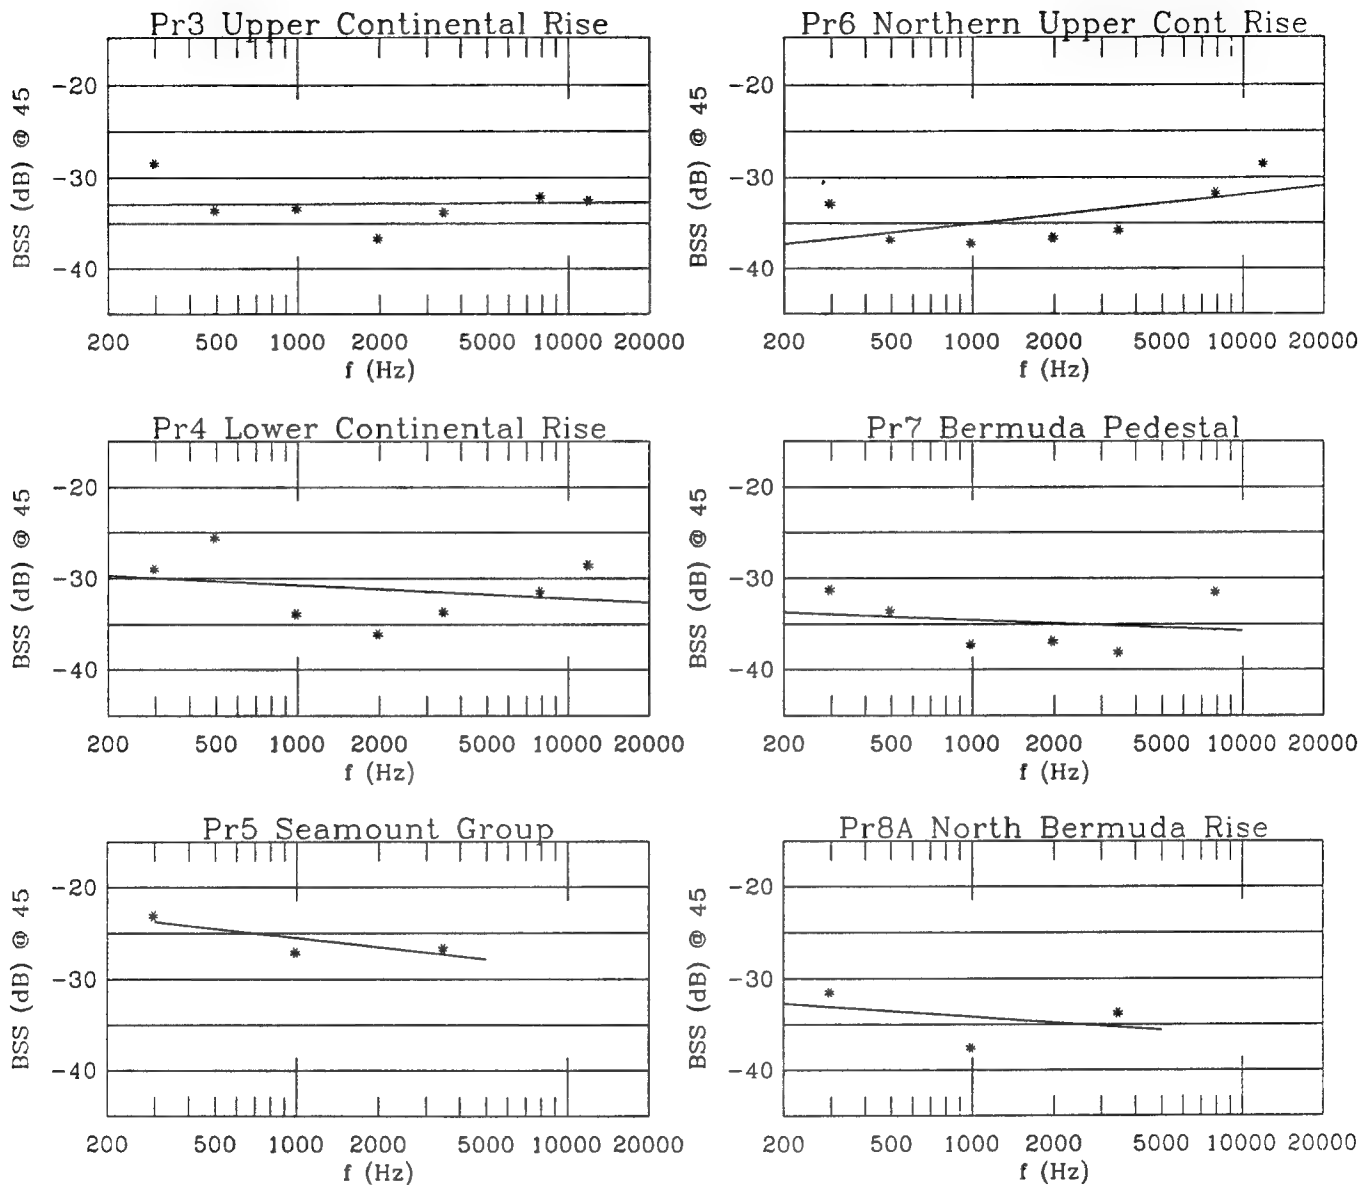 Pr3 Upper Continental Rise
BSS (dB) @ 45
-20
-30
-40
200 500 1000 2000 5000 10000 20000
f (Hz)
Pr6 Northern Upper Cont Rise
BSS (dB) @ 45
-20
-30
-40
200 500 1000 2000 5000 10000 20000
f (Hz)
Pr4 Lower Continental Rise
BSS (dB) @ 45
-20
-30
-40
200 500 1000 2000 5000 10000 20000
f (Hz)
Pr7 Bermuda Pedestal
BSS (dB) @ 45
-20
-30
-40
200 500 1000 2000 5000 10000 20000
f (Hz)
Pr5 Seamount Group
BSS (dB) @ 45
-20
-30
-40
200 500 1000 2000 5000 10000 20000
f (Hz)
Pr8A North Bermuda Rise
BSS (dB) @ 45
-20
-30
-40
200 500 1000 2000 5000 10000 20000
f (Hz)